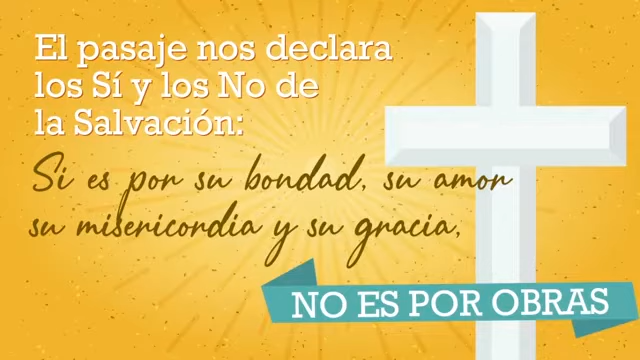 El pasaje nos declara
los Sí y los No de
la Salvación:
Si es por su bondad, su amor
su misericordia y su gracia,
NO ES POR OBRAS